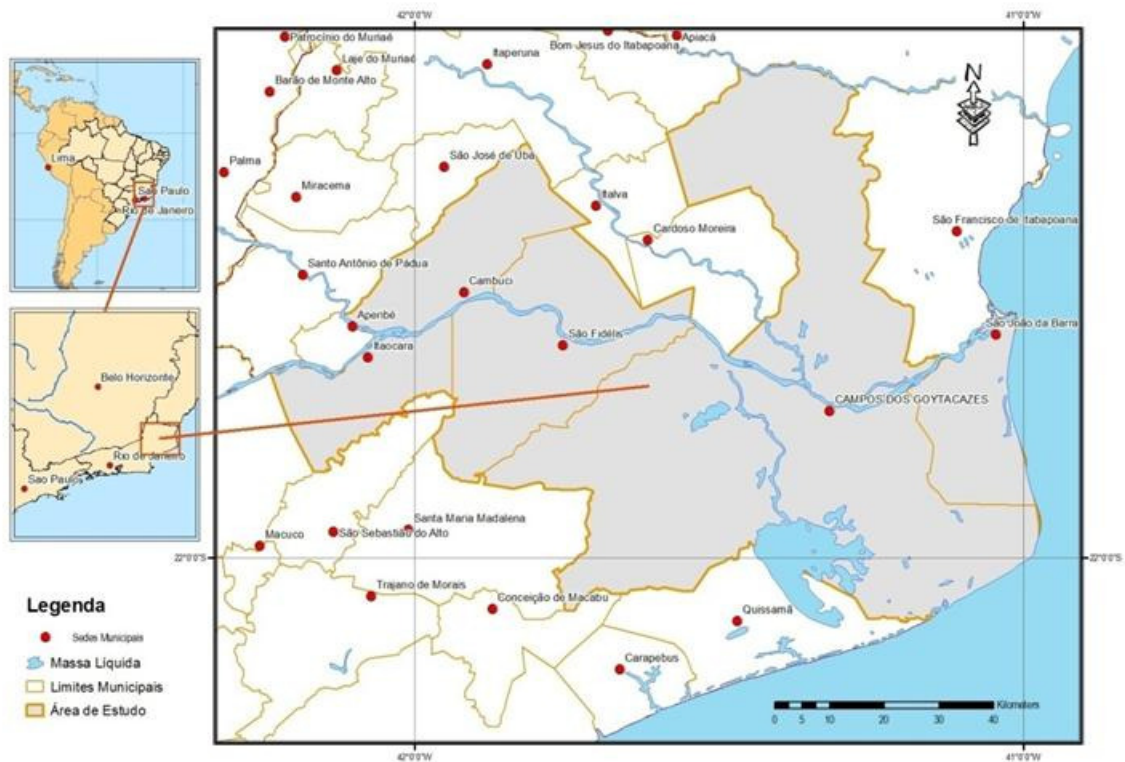 42°0'0"W
41°0'0"W
Patrocínio do Muriaé
Laje do Muriaé
Barão de Monte Alto
Itaperuna
Bom Jesus do Itabapoana
Apiacá
N
Palma
Miracema
São José de Ubá
Italva
Cardoso Moreira
São Francisco de Itabapoana
Santo Antônio de Pádua
Cambuci
Aperibé
Itaocara
São Fidélis
São João da Barra
CAMPOS DOS GOYTACAZES
Lima
São Paulo
Rio de Janeiro
Belo Horizonte
Rio de Janeiro
Sao Paulo
Santa Maria Madalena
São Sebastião do Alto
Macuco
22°0'0"S
22°0'0"S
Trajano de Morais
Conceição de Macabu
Quissamã
Carapebus
Legenda
Sedes Municipais
Massa Líquida
Limites Municipais
Área de Estudo
Kilometers
0 5 10 20 30 40
42°0'0"W
41°0'0"W